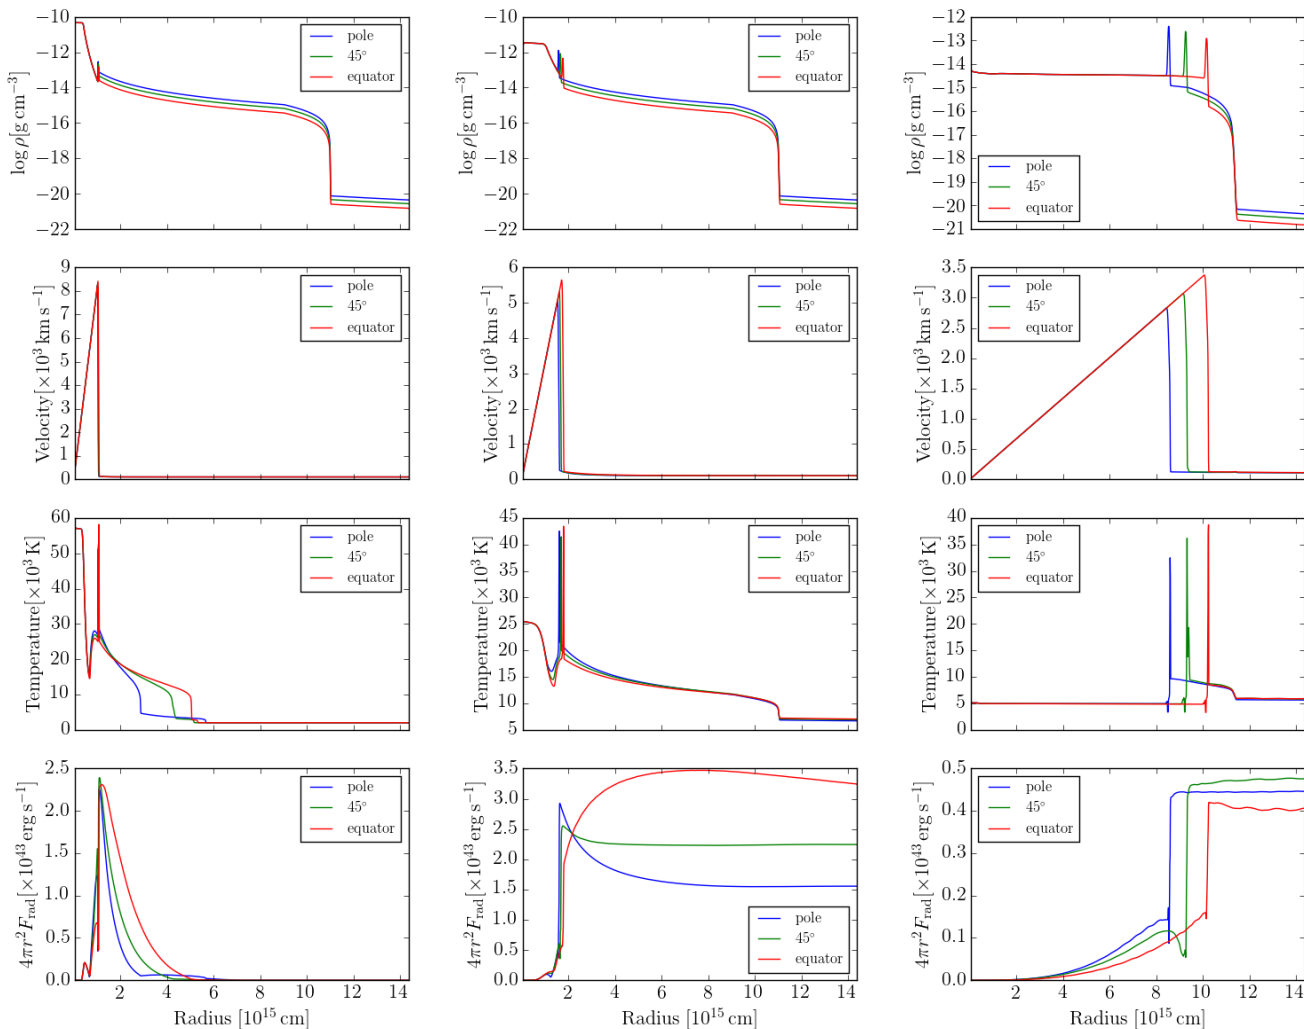 −10
−12
−14
−16
−18
−20
−22
log ρ[g cm⁻³]
pole
45°
equator
−10
−12
−14
−16
−18
−20
−22
log ρ[g cm⁻³]
pole
45°
equator
−12
−13
−14
−15
−16
−17
−18
−19
−20
−21
log ρ[g cm⁻³]
pole
45°
equator
9
8
7
6
5
4
3
2
1
0
Velocity[×10³ km s⁻¹]
pole
45°
equator
6
5
4
3
2
1
0
Velocity[×10³ km s⁻¹]
pole
45°
equator
3.5
3.0
2.5
2.0
1.5
1.0
0.5
0.0
Velocity[×10³ km s⁻¹]
pole
45°
equator
60
50
40
30
20
10
0
Temperature[×10³ K]
pole
45°
equator
45
40
35
30
25
20
15
10
5
Temperature[×10³ K]
pole
45°
equator
40
35
30
25
20
15
10
5
0
Temperature[×10³ K]
pole
45°
equator
2.5
2.0
1.5
1.0
0.5
0.0
4πr²F_rad[×10⁴³ erg s⁻¹]
pole
45°
equator
2 4 6 8 10 12 14
Radius [10¹⁵ cm]
3.5
3.0
2.5
2.0
1.5
1.0
0.5
0.0
4πr²F_rad[×10⁴³ erg s⁻¹]
pole
45°
equator
2 4 6 8 10 12 14
Radius [10¹⁵ cm]
0.5
0.4
0.3
0.2
0.1
0.0
4πr²F_rad[×10⁴³ erg s⁻¹]
pole
45°
equator
2 4 6 8 10 12 14
Radius [10¹⁵ cm]